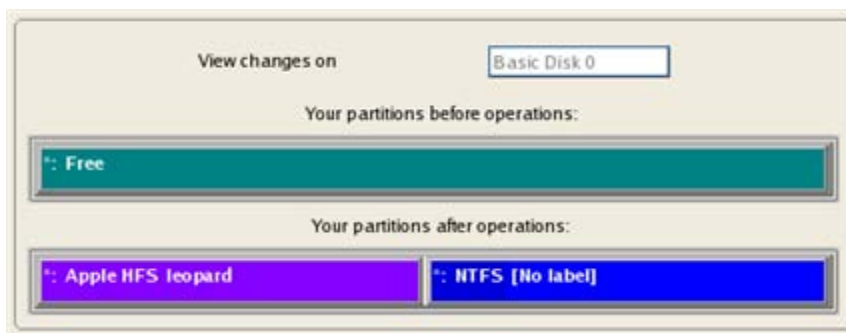 View changes on Basic Disk 0
Your partitions before operations:
*: Free
Your partitions after operations:
*: Apple HFS leopard *: NTFS [No label]